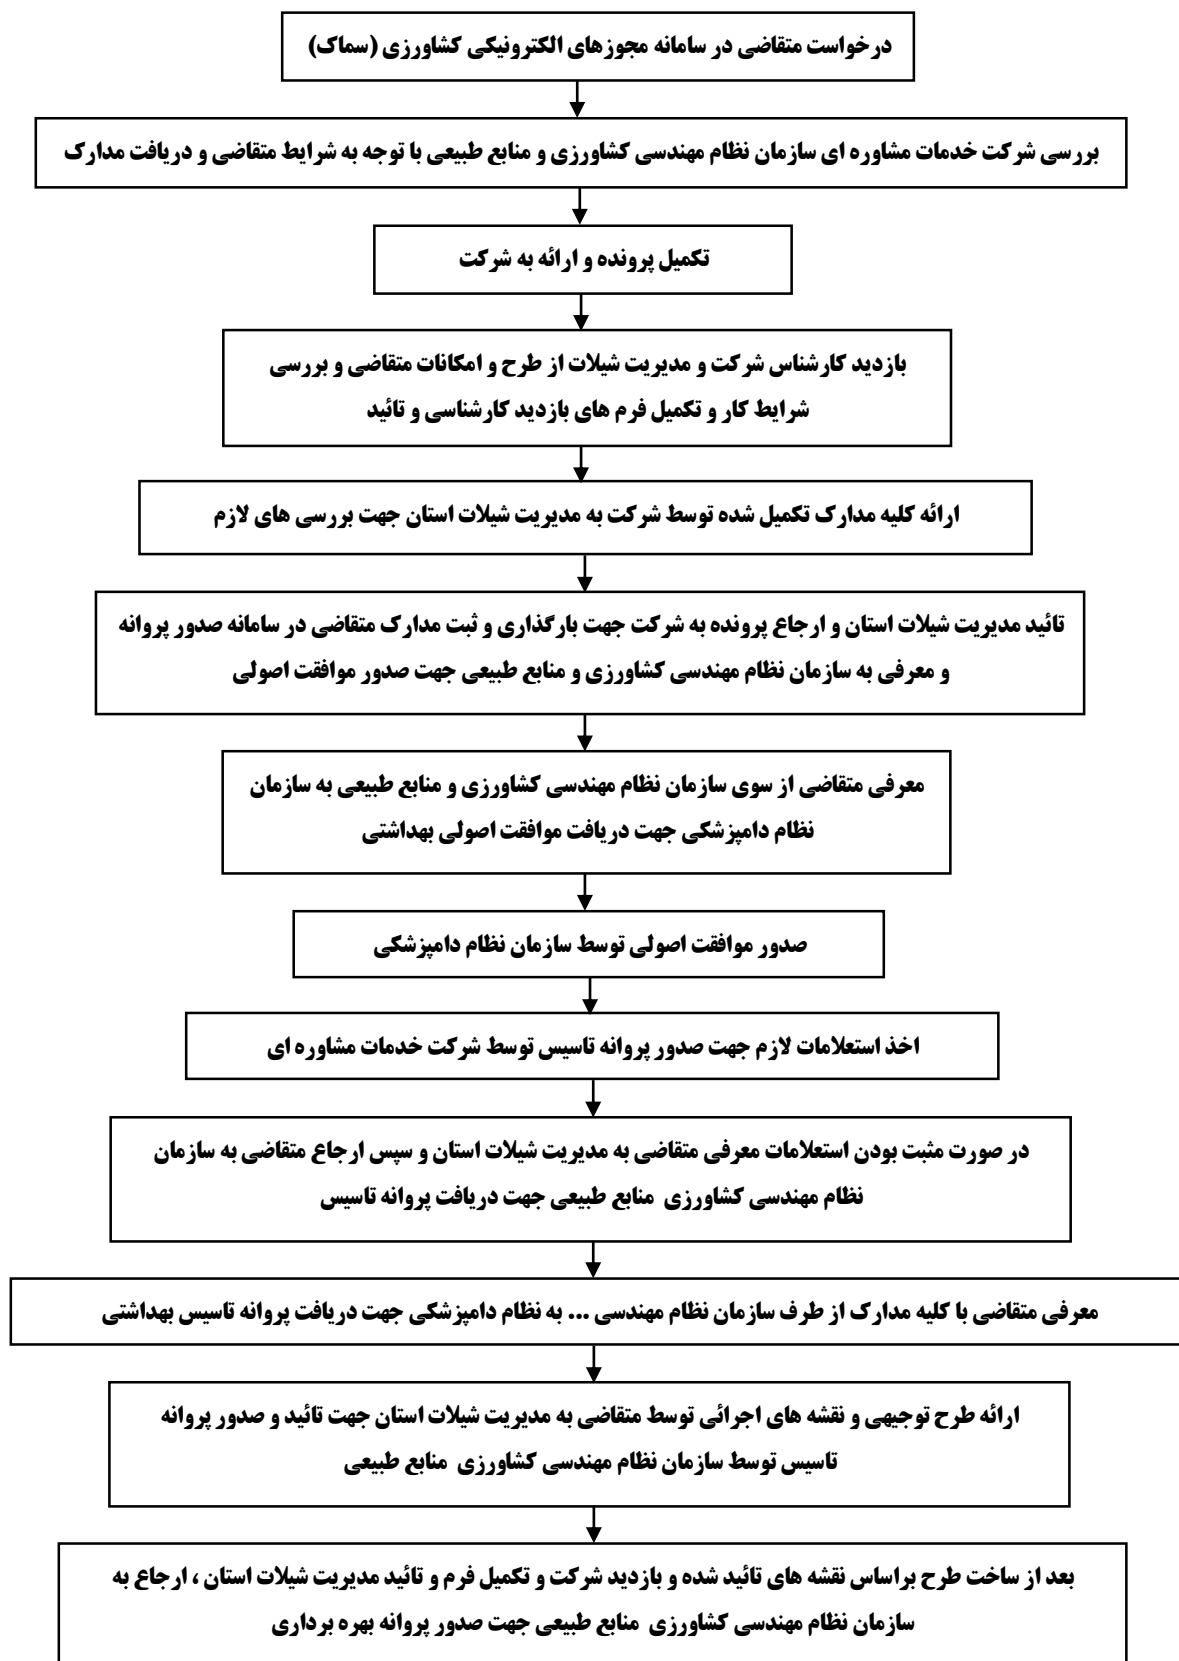 درخواست متقاضی در سامانه مجوزهای الکترونیکی کشاورزی (سماک)
بررسی شرکت خدمات مشاوره ای سازمان نظام مهندسی کشاورزی و منابع طبیعی با توجه به شرایط متقاضی و دریافت مدارک
تکمیل پرونده و ارائه به شرکت
بازدید کارشناس شرکت و مدیریت شیلات از طرح و امکانات متقاضی و بررسی
شرایط کار و تکمیل فرم های بازدید کارشناسی و تائید
ارائه کلیه مدارک تکمیل شده توسط شرکت به مدیریت شیلات استان جهت بررسی های لازم
تائید مدیریت شیلات استان و ارجاع پرونده به شرکت جهت بارگذاری و ثبت مدارک متقاضی در سامانه صدور پروانه
و معرفی به سازمان نظام مهندسی کشاورزی و منابع طبیعی جهت صدور موافقت اصولی
معرفی متقاضی از سوی سازمان نظام مهندسی کشاورزی و منابع طبیعی به سازمان
نظام دامپزشکی جهت دریافت موافقت اصولی بهداشتی
صدور موافقت اصولی توسط سازمان نظام دامپزشکی
اخذ استعلامات لازم جهت صدور پروانه تاسیس توسط شرکت خدمات مشاوره ای
در صورت مثبت بودن استعلامات معرفی متقاضی به مدیریت شیلات استان و سپس ارجاع متقاضی به سازمان
نظام مهندسی کشاورزی منابع طبیعی جهت دریافت پروانه تاسیس
معرفی متقاضی با کلیه مدارک از طرف سازمان نظام مهندسی ... به نظام دامپزشکی جهت دریافت پروانه تاسیس بهداشتی
ارائه طرح توجیهی و نقشه های اجرائی توسط متقاضی به مدیریت شیلات استان جهت تائید و صدور پروانه
تاسیس توسط سازمان نظام مهندسی کشاورزی منابع طبیعی
بعد از ساخت طرح براساس نقشه های تائید شده و بازدید شرکت و تکمیل فرم و تائید مدیریت شیلات استان ، ارجاع به
سازمان نظام مهندسی کشاورزی منابع طبیعی جهت صدور پروانه بهره برداری